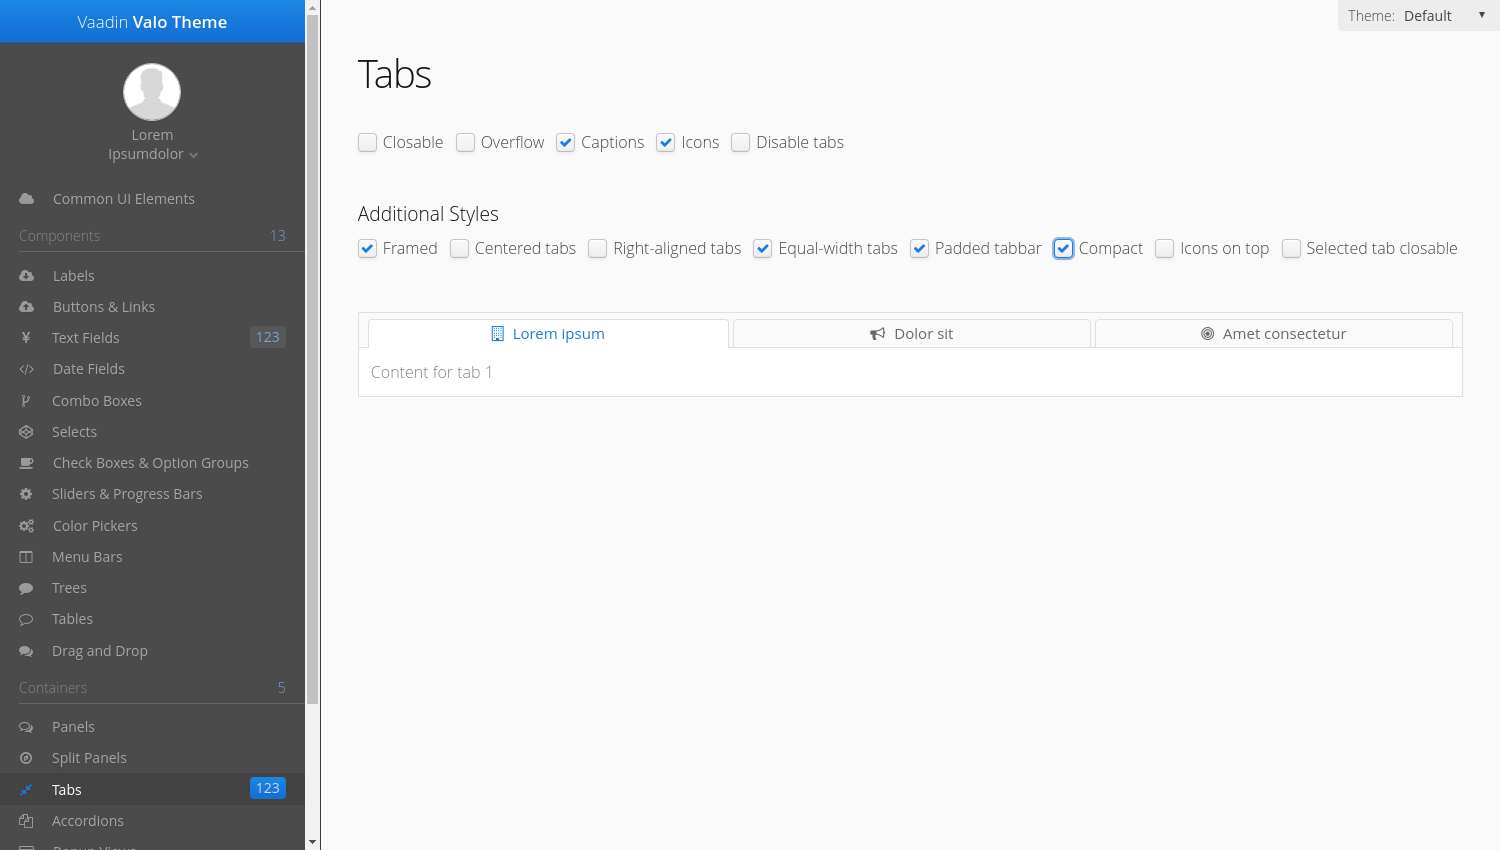 Vaadin Valo Theme
Lorem
Ipsumdolor
Common UI Elements
Components 13
Labels
Buttons & Links
Text Fields 123
Date Fields
Combo Boxes
Selects
Check Boxes & Option Groups
Sliders & Progress Bars
Color Pickers
Menu Bars
Trees
Tables
Drag and Drop
Containers 5
Panels
Split Panels
Tabs 123
Accordions
Theme: Default
Tabs
Closable Overflow Captions Icons Disable tabs
Additional Styles
Framed Centered tabs Right-aligned tabs Equal-width tabs Padded tabbar Compact Icons on top Selected tab closable
Lorem ipsum Dolor sit Amet consectetur
Content for tab 1